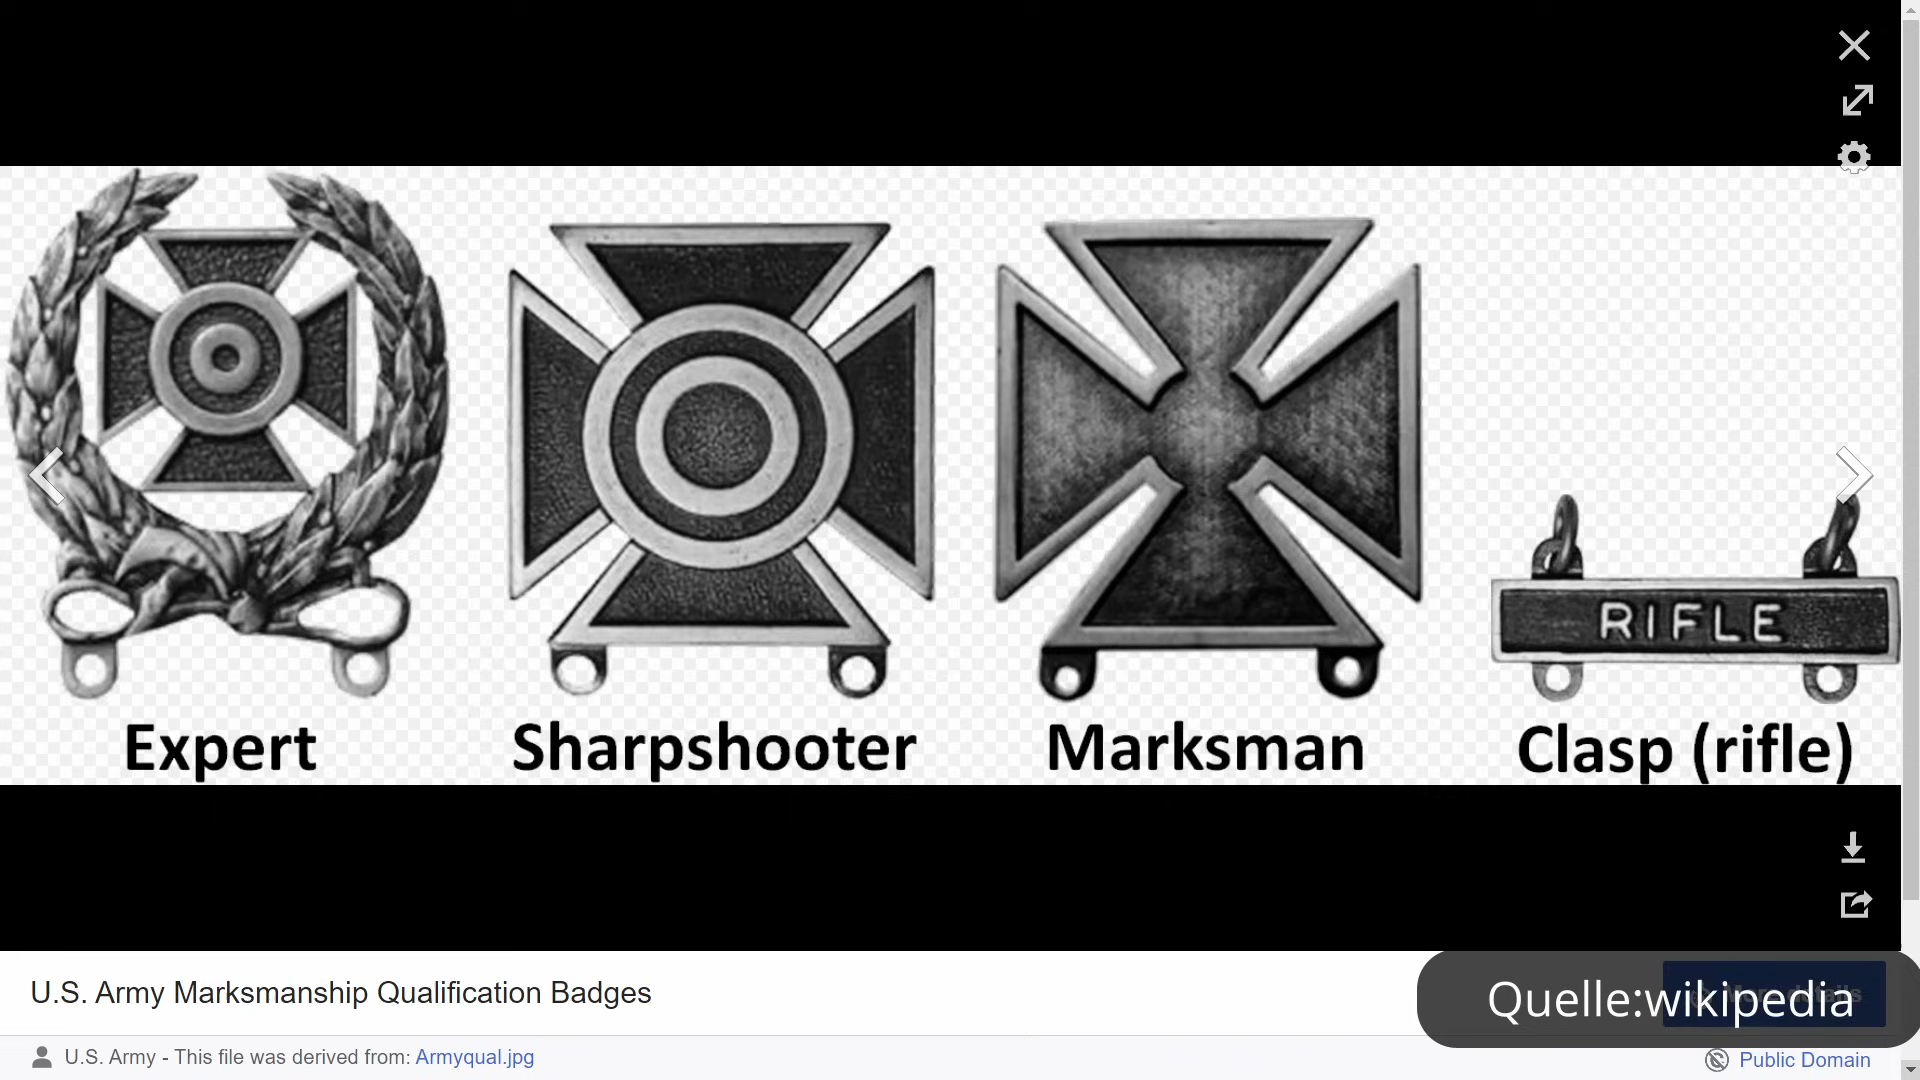 RIFLE
Expert
Sharpshooter
Marksman
Clasp (rifle)
U.S. Army Marksmanship Qualification Badges
Quelle:wikipedia
U.S. Army - This file was derived from: Armyqual.jpg
Public Domain